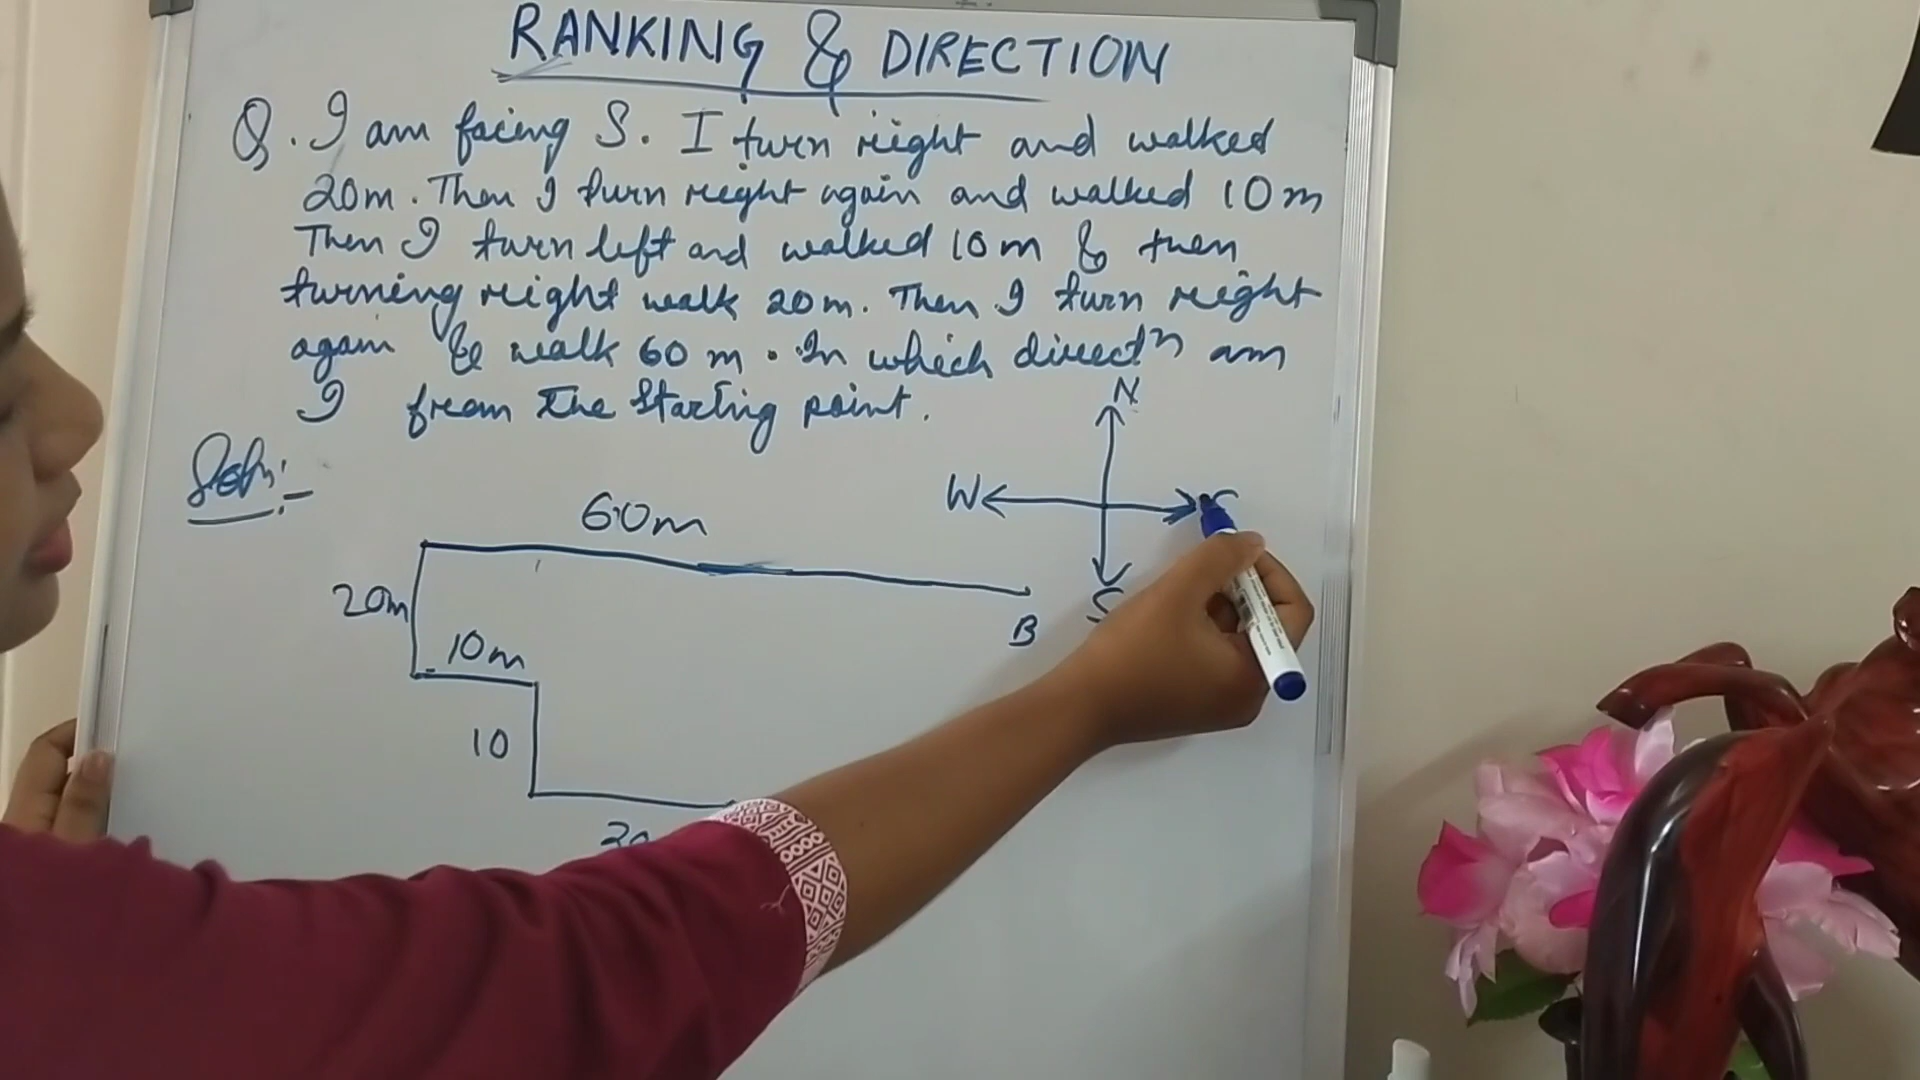 RANKING & DIRECTION
Q. I am facing S. I turn right and walked
20m. Then I turn right again and walked 10m
Then I turn left and walked 10m & then
turning right walk 20m. Then I turn right
again & walk 60 m. In which directn am
I from the starting point.
Soln:-
N
W
S
60m
20m
10m
B
10
20